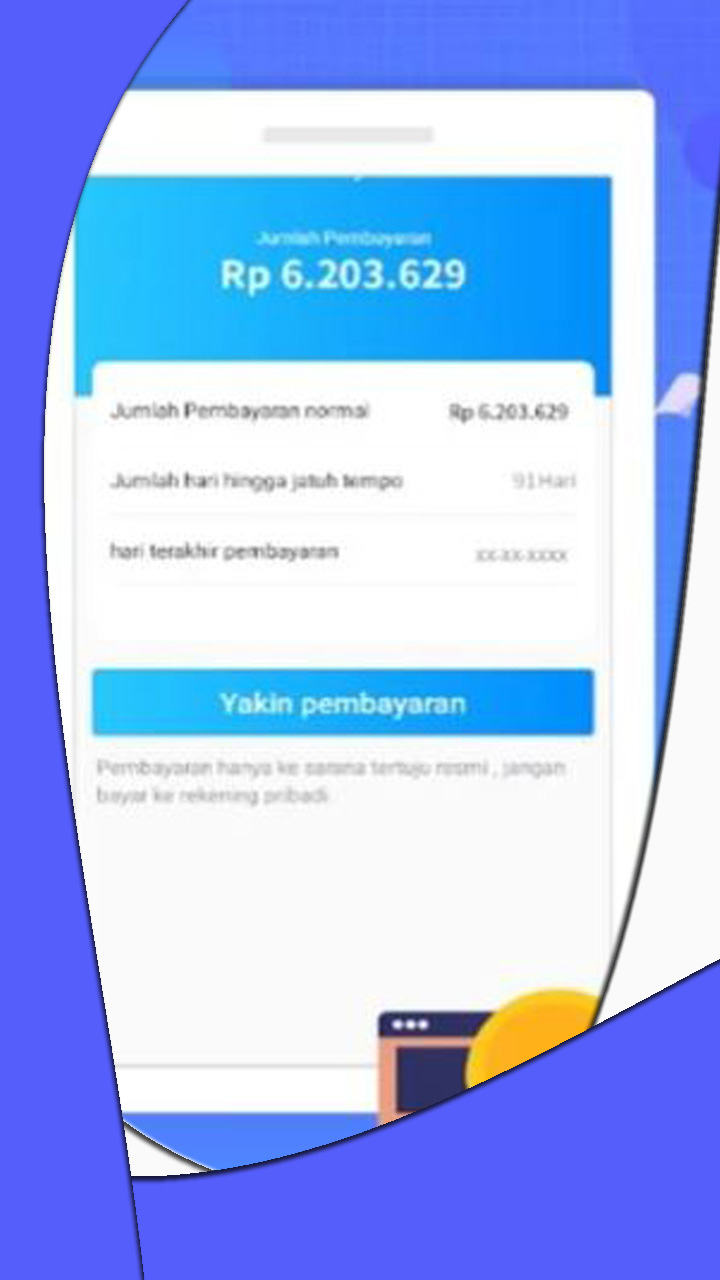 Jumlah Pembayaran
Rp 6.203.629
Jumlah Pembayaran normal Rp 6.203.629
Jumlah hari hingga jatuh tempo 91 Hari
hari terakhir pembayaran xx-xx-xxxx
Yakin pembayaran
Pembayaran hanya ke sarana tertuju resmi , jangan
bayar ke rekening pribadi